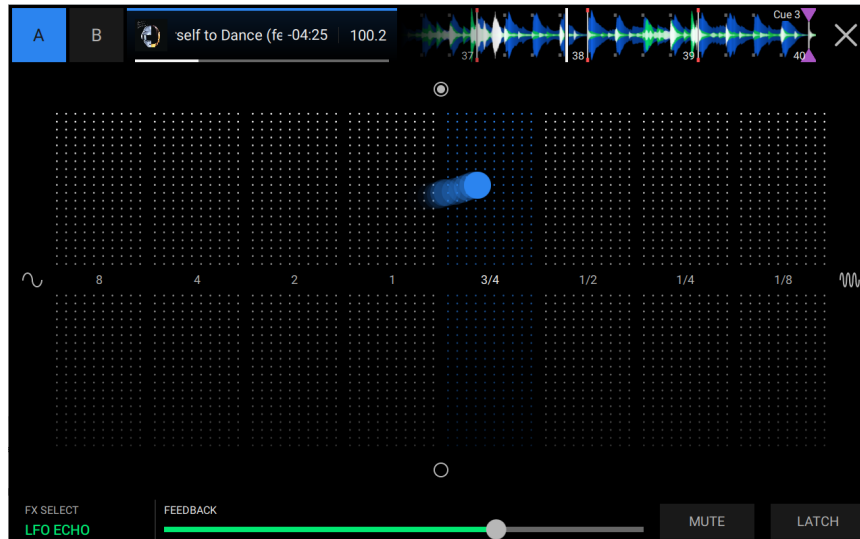 A
B
rself to Dance (fe -04:25
100.2
Cue 3
37
38
39
40
8
4
2
1
3/4
1/2
1/4
1/8
FX SELECT
LFO ECHO
FEEDBACK
MUTE
LATCH